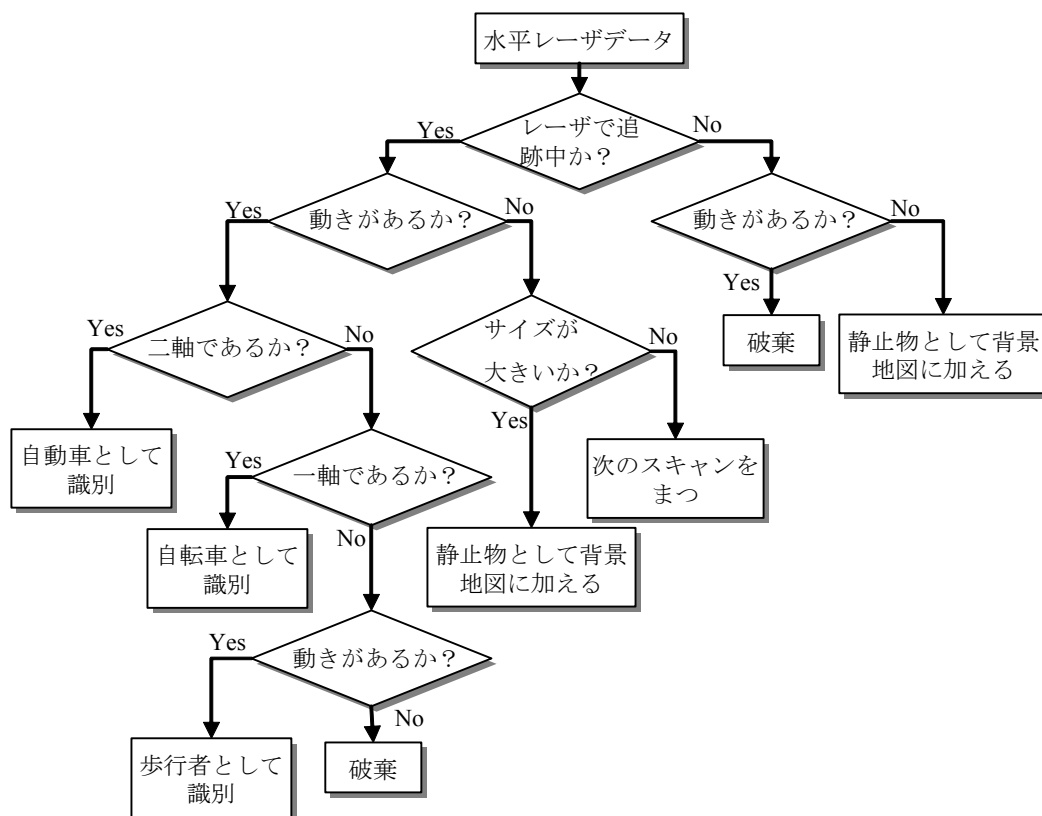 水平レーザデータ
Yes
レーザで追
跡中か？
No
Yes
動きがあるか？
No
動きがあるか？
No
Yes
Yes
二軸であるか？
No
サイズが
大きいか？
No
Yes
破棄
静止物として背景
地図に加える
自動車として
識別
Yes
一軸であるか？
No
次のスキャンを
まつ
自転車として
識別
静止物として背景
地図に加える
Yes
動きがあるか？
No
歩行者として
識別
破棄